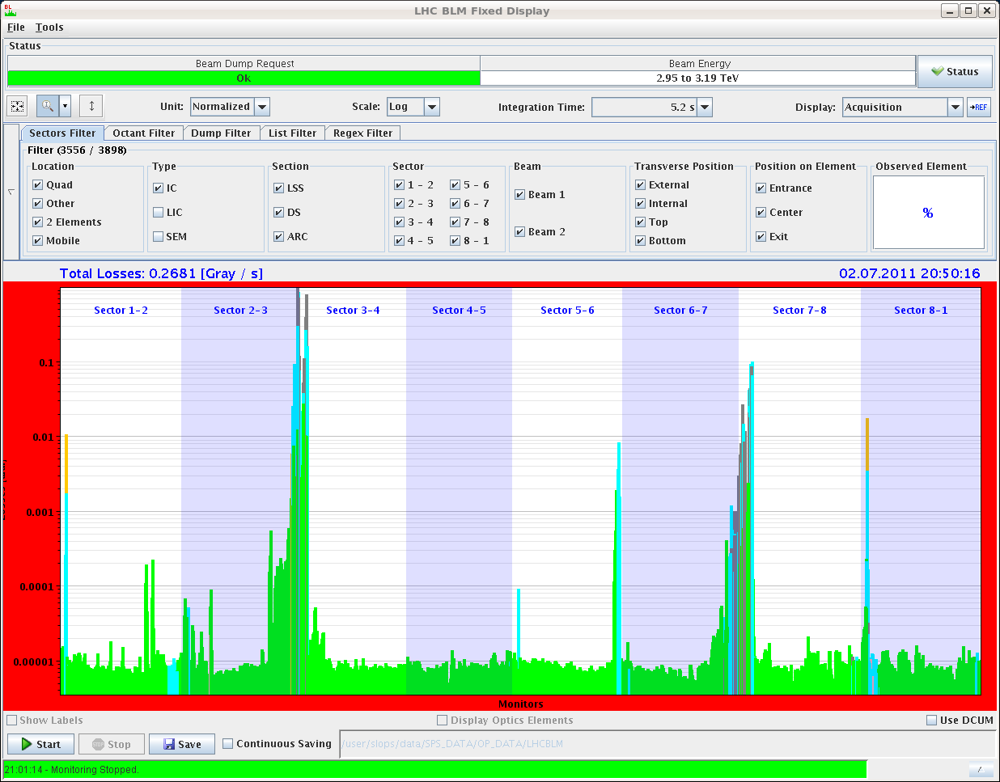 LHC BLM Fixed Display
File Tools
Status
Beam Dump Request Beam Energy
Ok 2.95 to 3.19 TeV
Status
Unit: Normalized Scale: Log Integration Time: 5.2 s Display: Acquisition REF
Sectors Filter Octant Filter Dump Filter List Filter Regex Filter
Filter (3556 / 3898)
Location Type Section Sector Beam Transverse Position Position on Element Observed Element
Quad IC LSS 1 - 2 5 - 6 Beam 1 External Entrance
Other LIC DS 2 - 3 6 - 7 Internal Center %
2 Elements SEM ARC 3 - 4 7 - 8 Beam 2 Top Exit
Mobile 4 - 5 8 - 1 Bottom
Total Losses: 0.2681 [Gray / s] 02.07.2011 20:50:16
Sector 1-2 Sector 2-3 Sector 3-4 Sector 4-5 Sector 5-6 Sector 6-7 Sector 7-8 Sector 8-1
0.1
0.01
0.001
0.0001
0.00001
Monitors
Show Labels Display Optics Elements Use DCUM
Start Stop Save Continuous Saving /user/slops/data/SPS_DATA/OP_DATA/LHCBLM
21:01:14 - Monitoring Stopped.